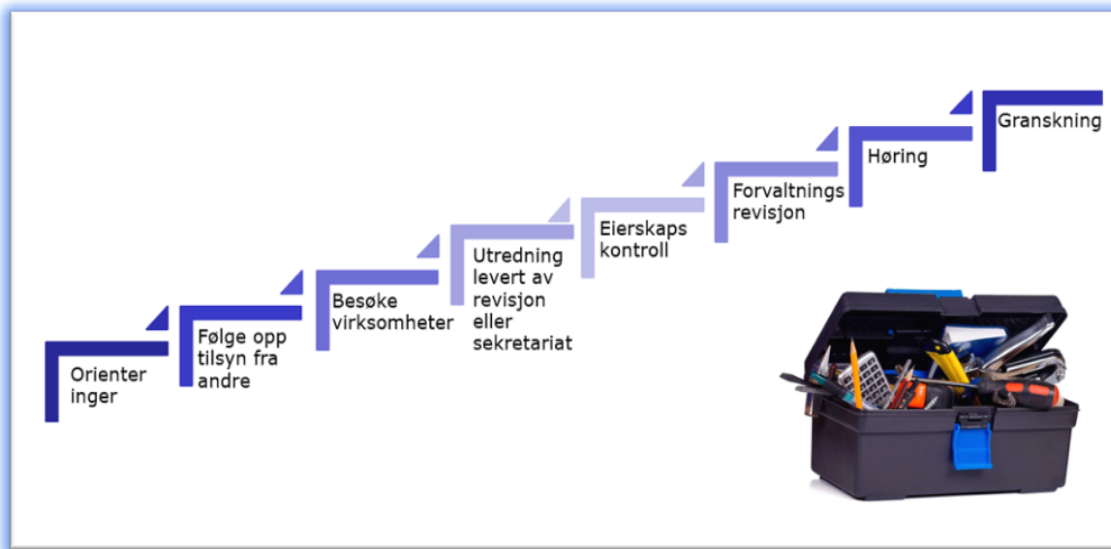 Orienter
inger
Følge opp
tilsyn fra
andre
Besøke
virksomheter
Utredning
levert av
revisjon
eller
sekretariat
Eierskaps
kontroll
Forvaltnings
revisjon
Høring
Granskning